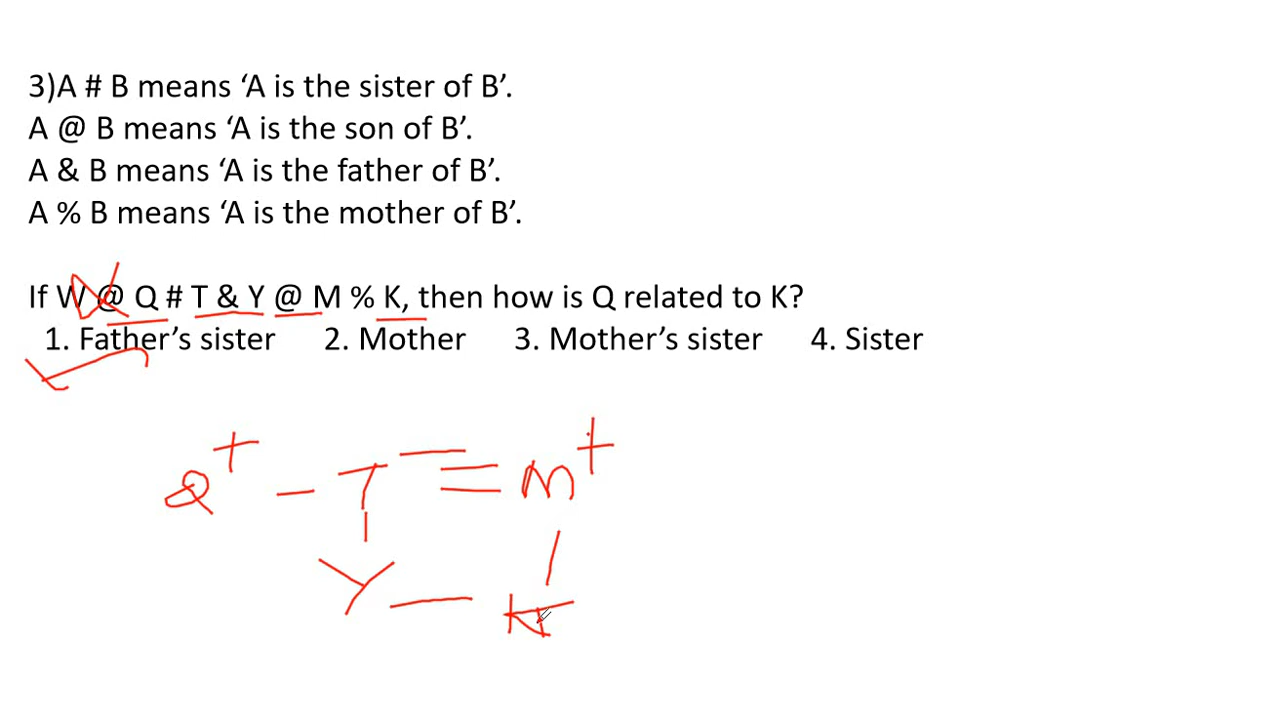 3)A # B means ‘A is the sister of B’.
A @ B means ‘A is the son of B’.
A & B means ‘A is the father of B’.
A % B means ‘A is the mother of B’.
If W @ Q # T & Y @ M % K, then how is Q related to K?
1. Father’s sister 2. Mother 3. Mother’s sister 4. Sister
Q+ - T‾ = M+
Y — K